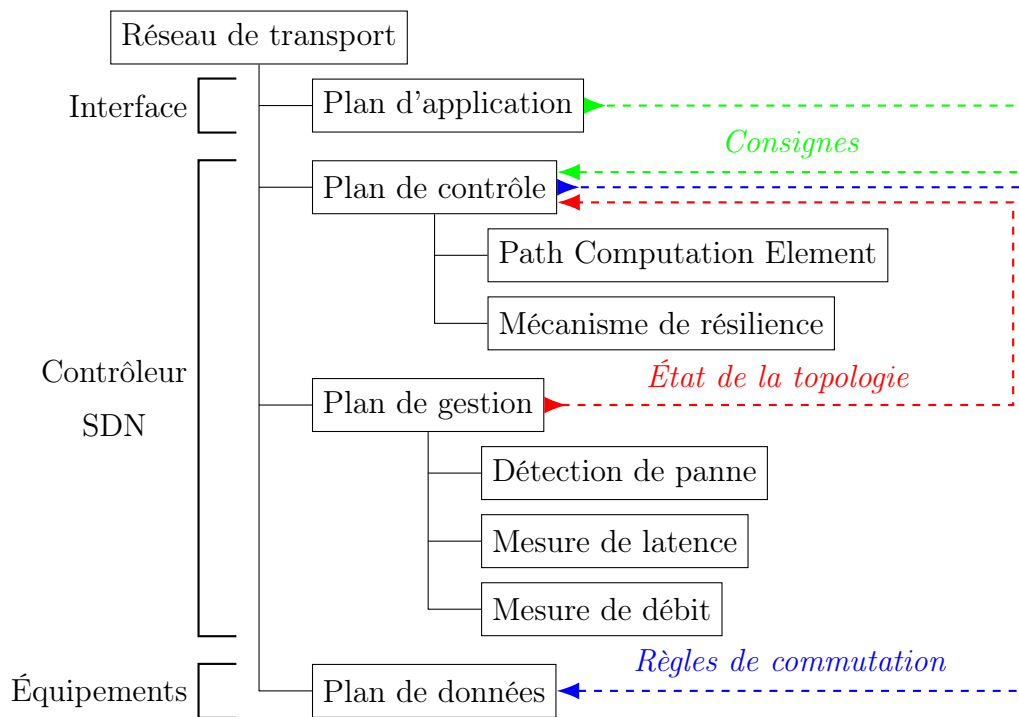 Réseau de transport
Interface
Plan d'application
Consignes
Plan de contrôle
Path Computation Element
Mécanisme de résilience
Contrôleur
SDN
État de la topologie
Plan de gestion
Détection de panne
Mesure de latence
Mesure de débit
Règles de commutation
Équipements
Plan de données